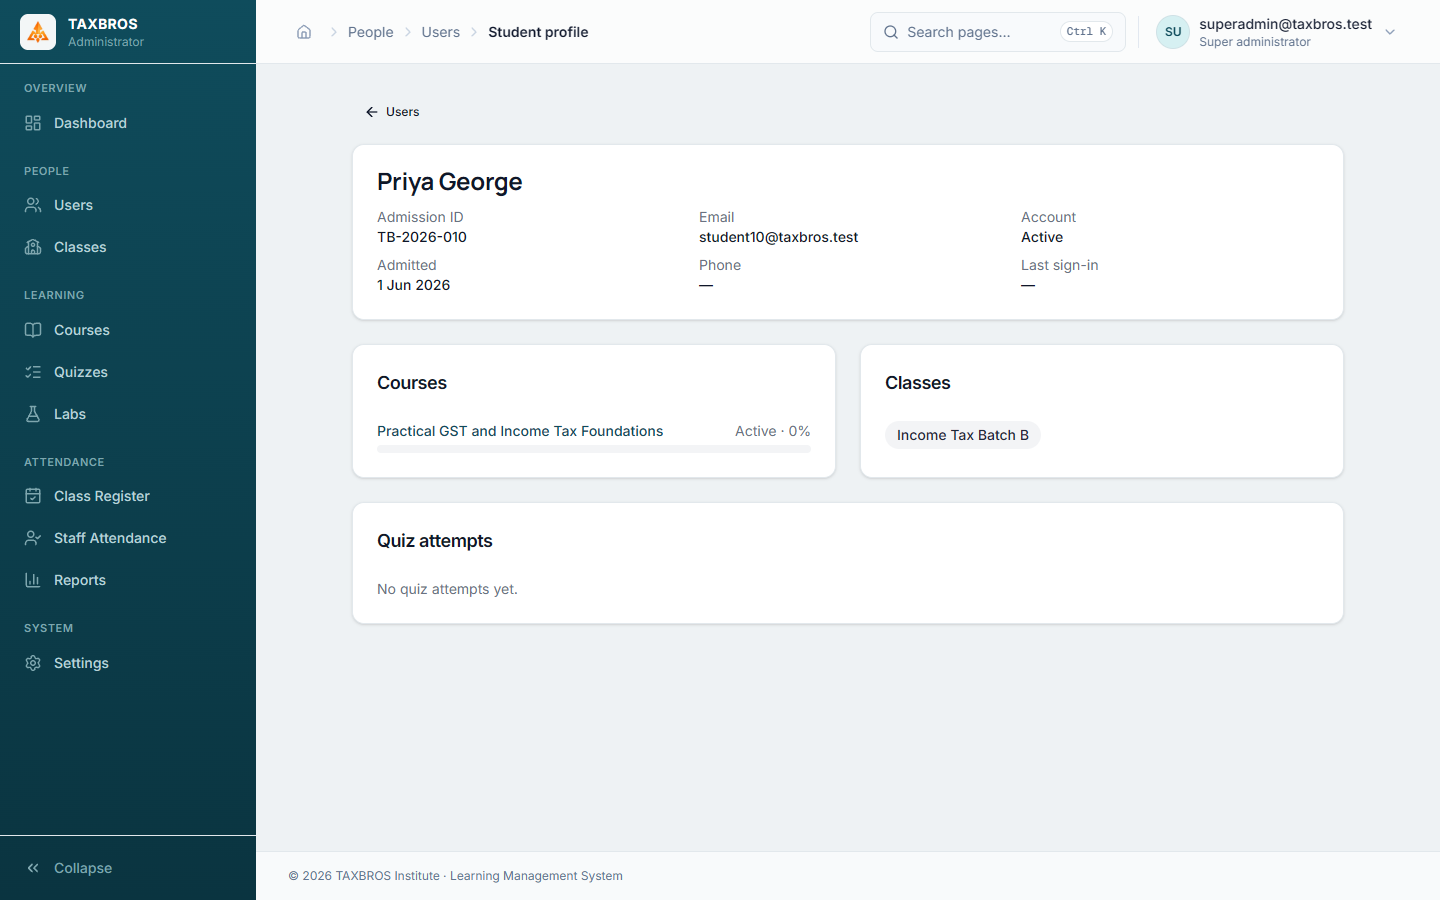 TAXBROS
Administrator
OVERVIEW
Dashboard
PEOPLE
Users
Classes
LEARNING
Courses
Quizzes
Labs
ATTENDANCE
Class Register
Staff Attendance
Reports
SYSTEM
Settings
Collapse
People > Users > Student profile
Search pages... Ctrl K
SU
superadmin@taxbros.test
Super administrator
← Users
Priya George
Admission ID
TB-2026-010
Email
student10@taxbros.test
Account
Active
Admitted
1 Jun 2026
Phone
—
Last sign-in
—
Courses
Practical GST and Income Tax Foundations Active · 0%
Classes
Income Tax Batch B
Quiz attempts
No quiz attempts yet.
© 2026 TAXBROS Institute · Learning Management System